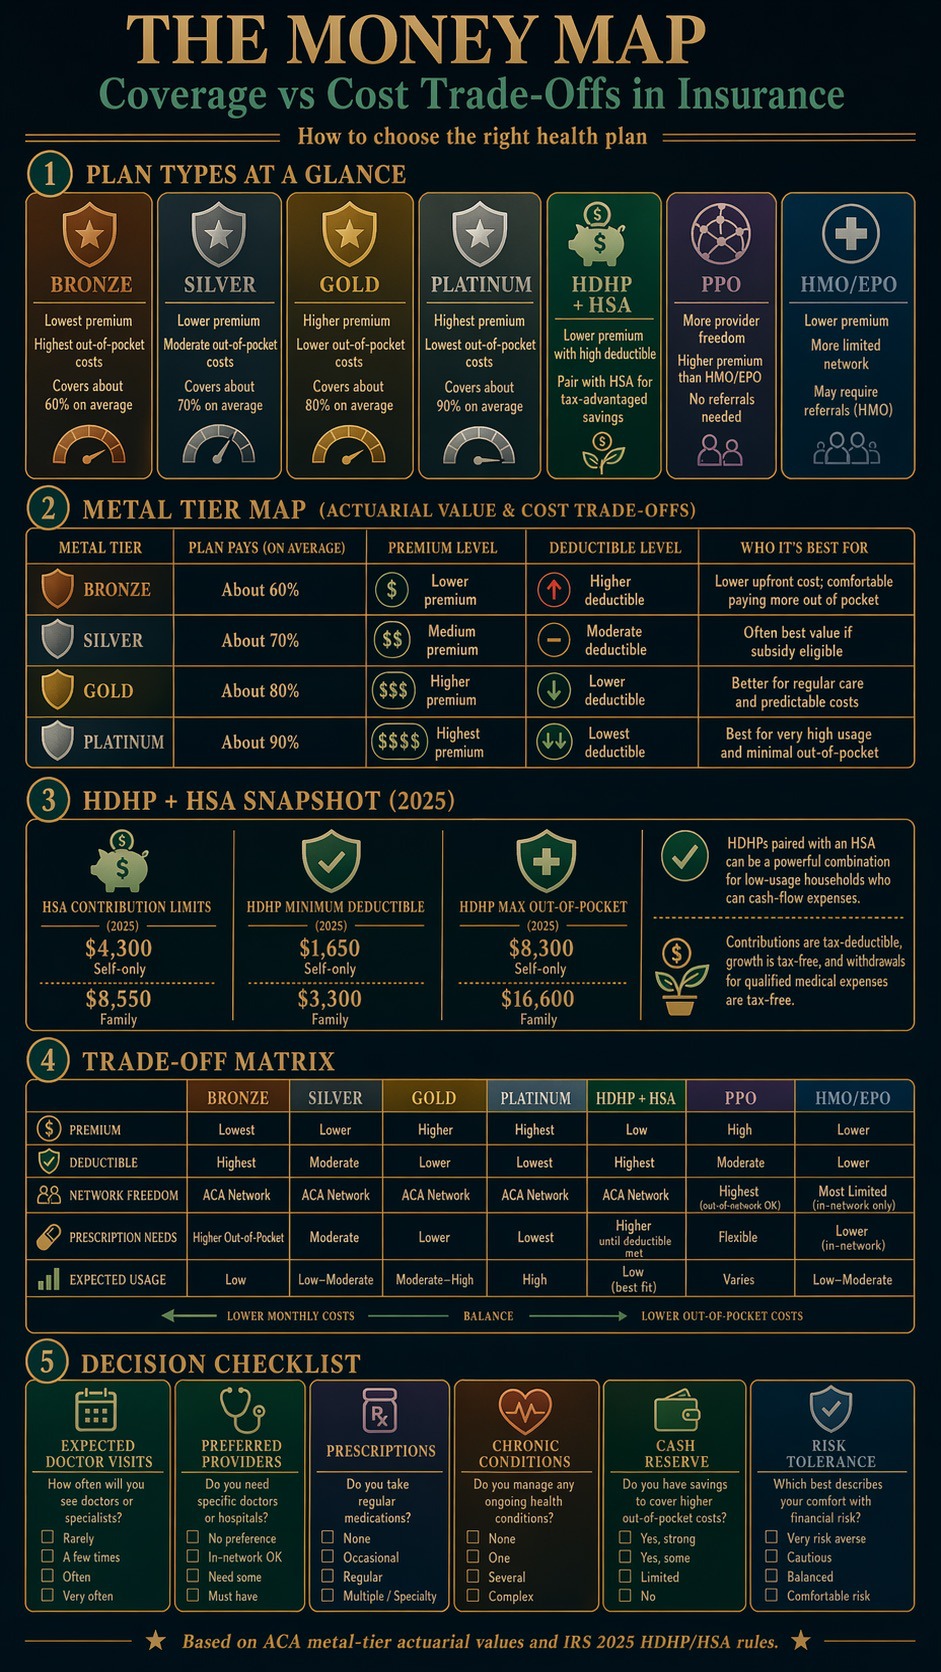 THE MONEY MAP
Coverage vs Cost Trade-Offs in Insurance
How to choose the right health plan
1 PLAN TYPES AT A GLANCE
BRONZE
Lowest premium
Highest out-of-pocket
costs
Covers about
60% on average
SILVER
Lower premium
Moderate out-of-pocket
costs
Covers about
70% on average
GOLD
Higher premium
Lower out-of-pocket
costs
Covers about
80% on average
PLATINUM
Highest premium
Lowest out-of-pocket
costs
Covers about
90% on average
$
$
HDHP
+ HSA
Lower premium
with high deductible
Pair with HSA for
tax-advantaged
savings
$
PPO
More provider
freedom
Higher premium
than HMO/EPO
No referrals
needed
HMO/EPO
Lower premium
More limited
network
May require
referrals (HMO)
2 METAL TIER MAP (ACTUARIAL VALUE & COST TRADE-OFFS)
METAL TIER PLAN PAYS (ON AVERAGE) PREMIUM LEVEL DEDUCTIBLE LEVEL WHO IT'S BEST FOR
BRONZE
About 60%
$
Lower
premium
Higher
deductible
Lower upfront cost; comfortable
paying more out of pocket
SILVER
About 70%
$$
Medium
premium
Moderate
deductible
Often best value if
subsidy eligible
GOLD
About 80%
$$$
Higher
premium
Lower
deductible
Better for regular care
and predictable costs
PLATINUM
About 90%
$$$$
Highest
premium
Lowest
deductible
Best for very high usage
and minimal out-of-pocket
3 HDHP + HSA SNAPSHOT (2025)
$
$
HSA CONTRIBUTION LIMITS
(2025)
$4,300
Self-only
$8,550
Family
HDHP MINIMUM DEDUCTIBLE
(2025)
$1,650
Self-only
$3,300
Family
HDHP MAX OUT-OF-POCKET
(2025)
$8,300
Self-only
$16,600
Family
HDHPs paired with an HSA
can be a powerful combination
for low-usage households who
can cash-flow expenses.
$
Contributions are tax-deductible,
growth is tax-free, and withdrawals
for qualified medical expenses
are tax-free.
4 TRADE-OFF MATRIX
BRONZE SILVER GOLD PLATINUM HDHP + HSA PPO HMO/EPO
$ PREMIUM Lowest Lower Higher Highest Low High Lower
DEDUCTIBLE Highest Moderate Lower Lowest Highest Moderate Lower
NETWORK FREEDOM ACA Network ACA Network ACA Network ACA Network ACA Network
Highest
(out-of-network OK)
Most Limited
(in-network only)
PRESCRIPTION NEEDS Higher Out-of-Pocket Moderate Lower Lowest
Higher
until deductible
met
Flexible
Lower
(in-network)
EXPECTED USAGE Low Low–Moderate Moderate–High High
Low
(best fit)
Varies
Low–Moderate
LOWER MONTHLY COSTS BALANCE LOWER OUT-OF-POCKET COSTS
5 DECISION CHECKLIST
EXPECTED
DOCTOR VISITS
How often will you
see doctors or
specialists?
Rarely
A few times
Often
Very often
PREFERRED
PROVIDERS
Do you need
specific doctors
or hospitals?
No preference
In-network OK
Need some
Must have
Rx
PRESCRIPTIONS
Do you take
regular
medications?
None
Occasional
Regular
Multiple / Specialty
CHRONIC
CONDITIONS
Do you manage any
ongoing health
conditions?
None
One
Several
Complex
CASH
RESERVE
Do you have savings
to cover higher
out-of-pocket costs?
Yes, strong
Yes, some
Limited
No
RISK
TOLERANCE
Which best describes
your comfort with
financial risk?
Very risk averse
Cautious
Balanced
Comfortable risk
Based on ACA metal-tier actuarial values and IRS 2025 HDHP/HSA rules.